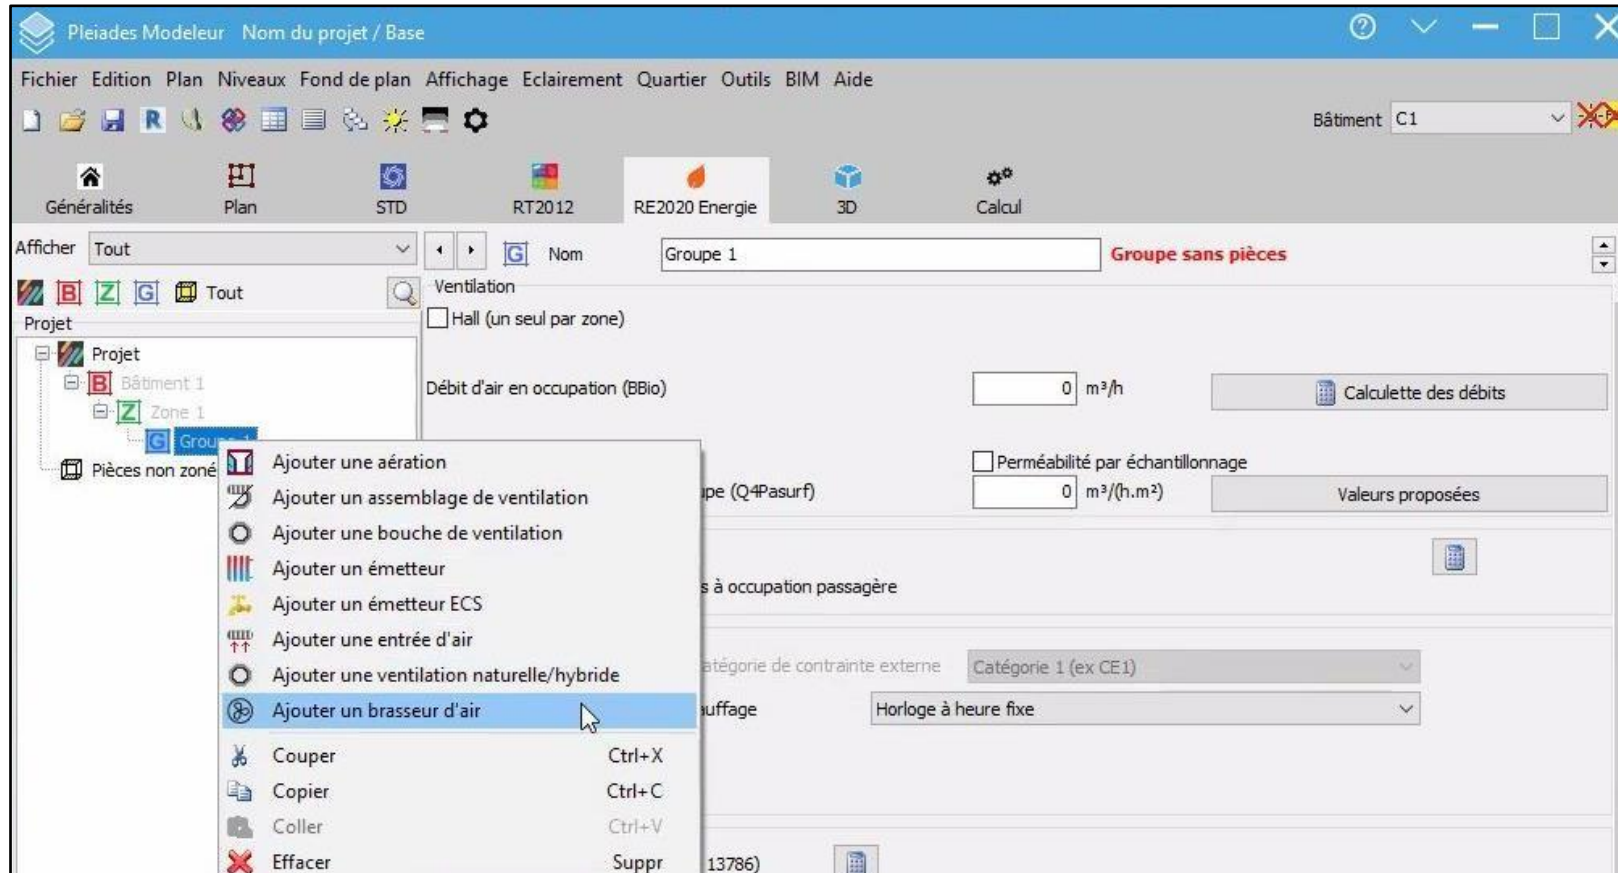 Pleiades Modeleur Nom du projet / Base
Fichier Edition Plan Niveaux Fond de plan Affichage Eclairement Quartier Outils BIM Aide
Bâtiment C1
Généralités Plan STD RT2012 RE2020 Energie 3D Calcul
Afficher Tout
Nom Groupe 1 Groupe sans pièces
B Z G Tout
Ventilation
Hall (un seul par zone)
Projet
Projet
B Bâtiment 1
Z Zone 1
G Groupe 1
Pièces non zoné
Débit d'air en occupation (BBio) 0 m³/h Calculette des débits
Perméabilité par échantillonnage
(Q4Pasurf) 0 m³/(h.m²) Valeurs proposées
à occupation passagère
de contrainte externe Catégorie 1 (ex CE1)
Horloge à heure fixe
13786)
Ajouter une aération
Ajouter un assemblage de ventilation
Ajouter une bouche de ventilation
Ajouter un émetteur
Ajouter un émetteur ECS
Ajouter une entrée d'air
Ajouter une ventilation naturelle/hybride
Ajouter un brasseur d'air
Couper Ctrl+X
Copier Ctrl+C
Coller Ctrl+V
Effacer Suppr